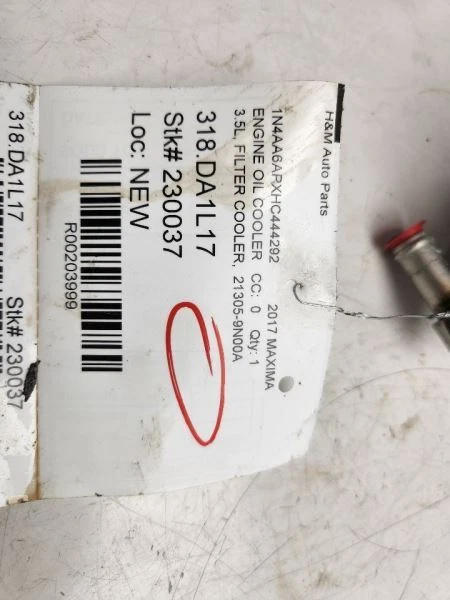 H&M Auto Parts
1N4AA6APXHC444292 2017 MAXIMA
ENGINE OIL COOLER CC: 0 Qty: 1
3.5L, FILTER COOLER, 21305-9N00A
318.DA1L17
Stk# 230037
Loc: NEW
R00203999
318.DA1L17 Stk# 230037